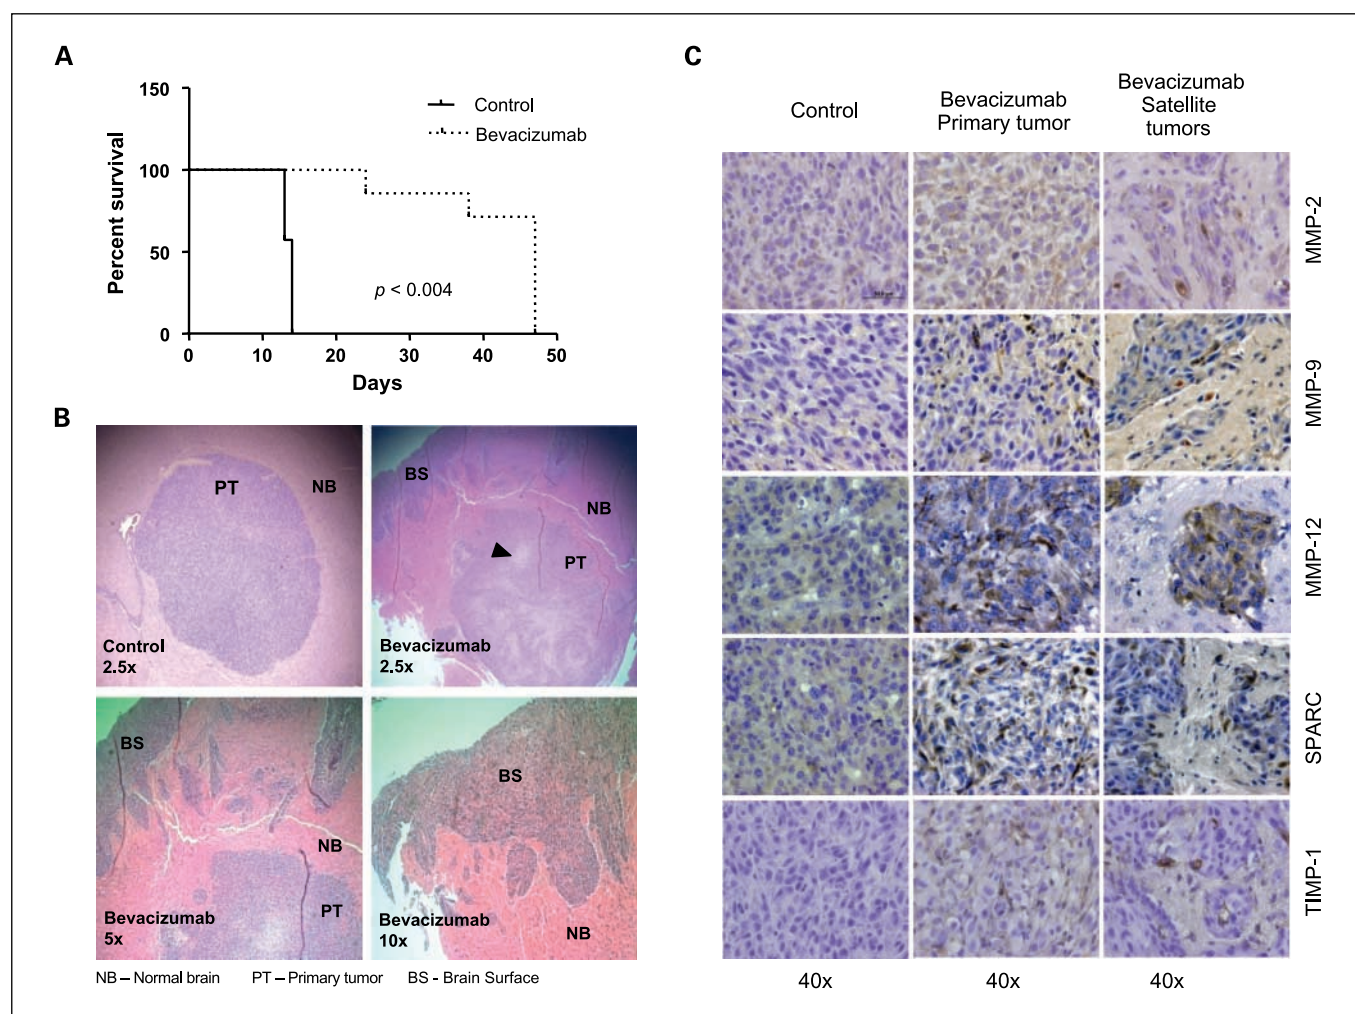 A
150
100
50
0
Percent survival
Control
Bevacizumab
p < 0.004
0 10 20 30 40 50
Days
B
PT
NB
Control
2.5x
BS
NB
PT
Bevacizumab
2.5x
BS
NB
PT
Bevacizumab
5x
BS
NB
Bevacizumab
10x
NB – Normal brain PT – Primary tumor BS - Brain Surface
C
Control
Bevacizumab
Primary tumor
Bevacizumab
Satellite
tumors
MMP-2
MMP-9
MMP-12
SPARC
TIMP-1
40x 40x 40x